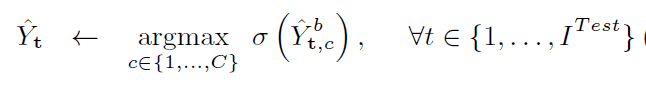 Ŷ_t ← argmax_{c∈{1,...,C}} σ(Ŷ^b_{t,c}), ∀t ∈ {1, . . . , I^{Test}} (